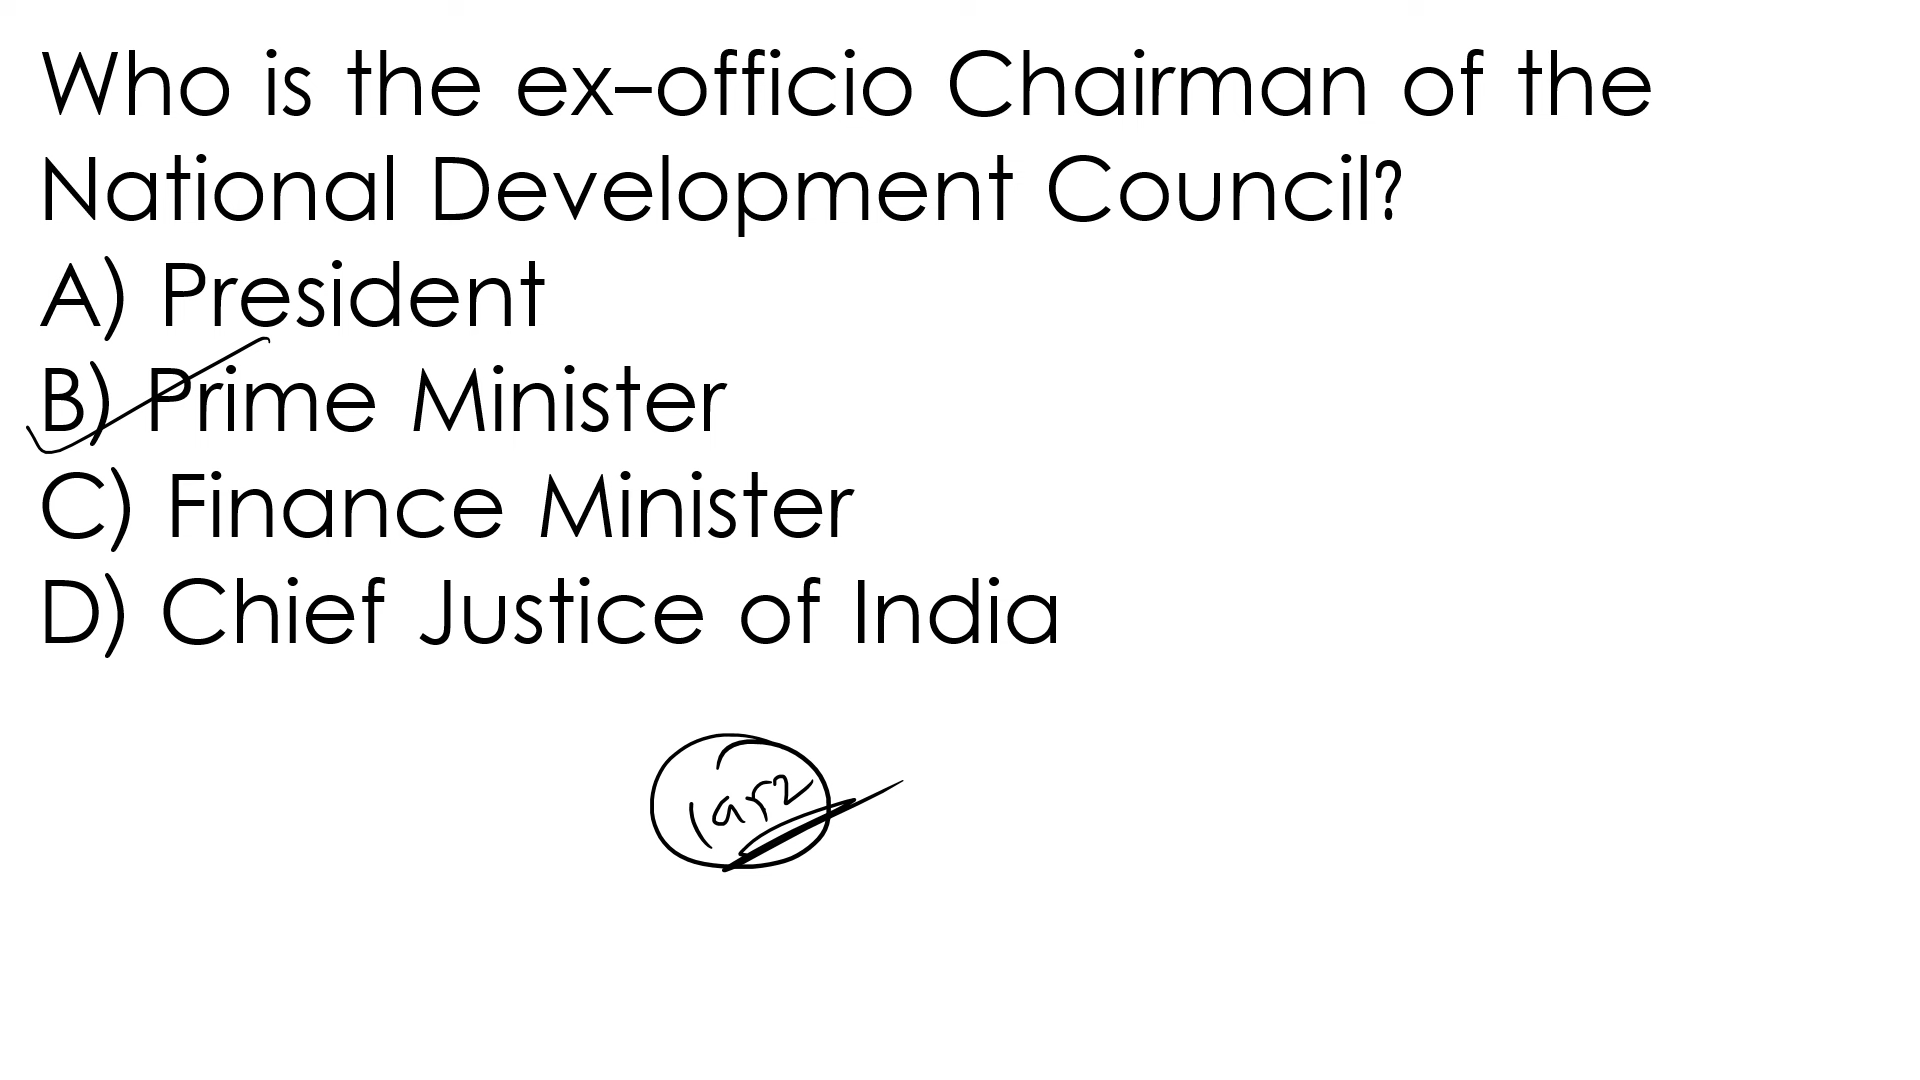 Who is the ex–officio Chairman of the
National Development Council?
A) President
B) Prime Minister
C) Finance Minister
D) Chief Justice of India
1952